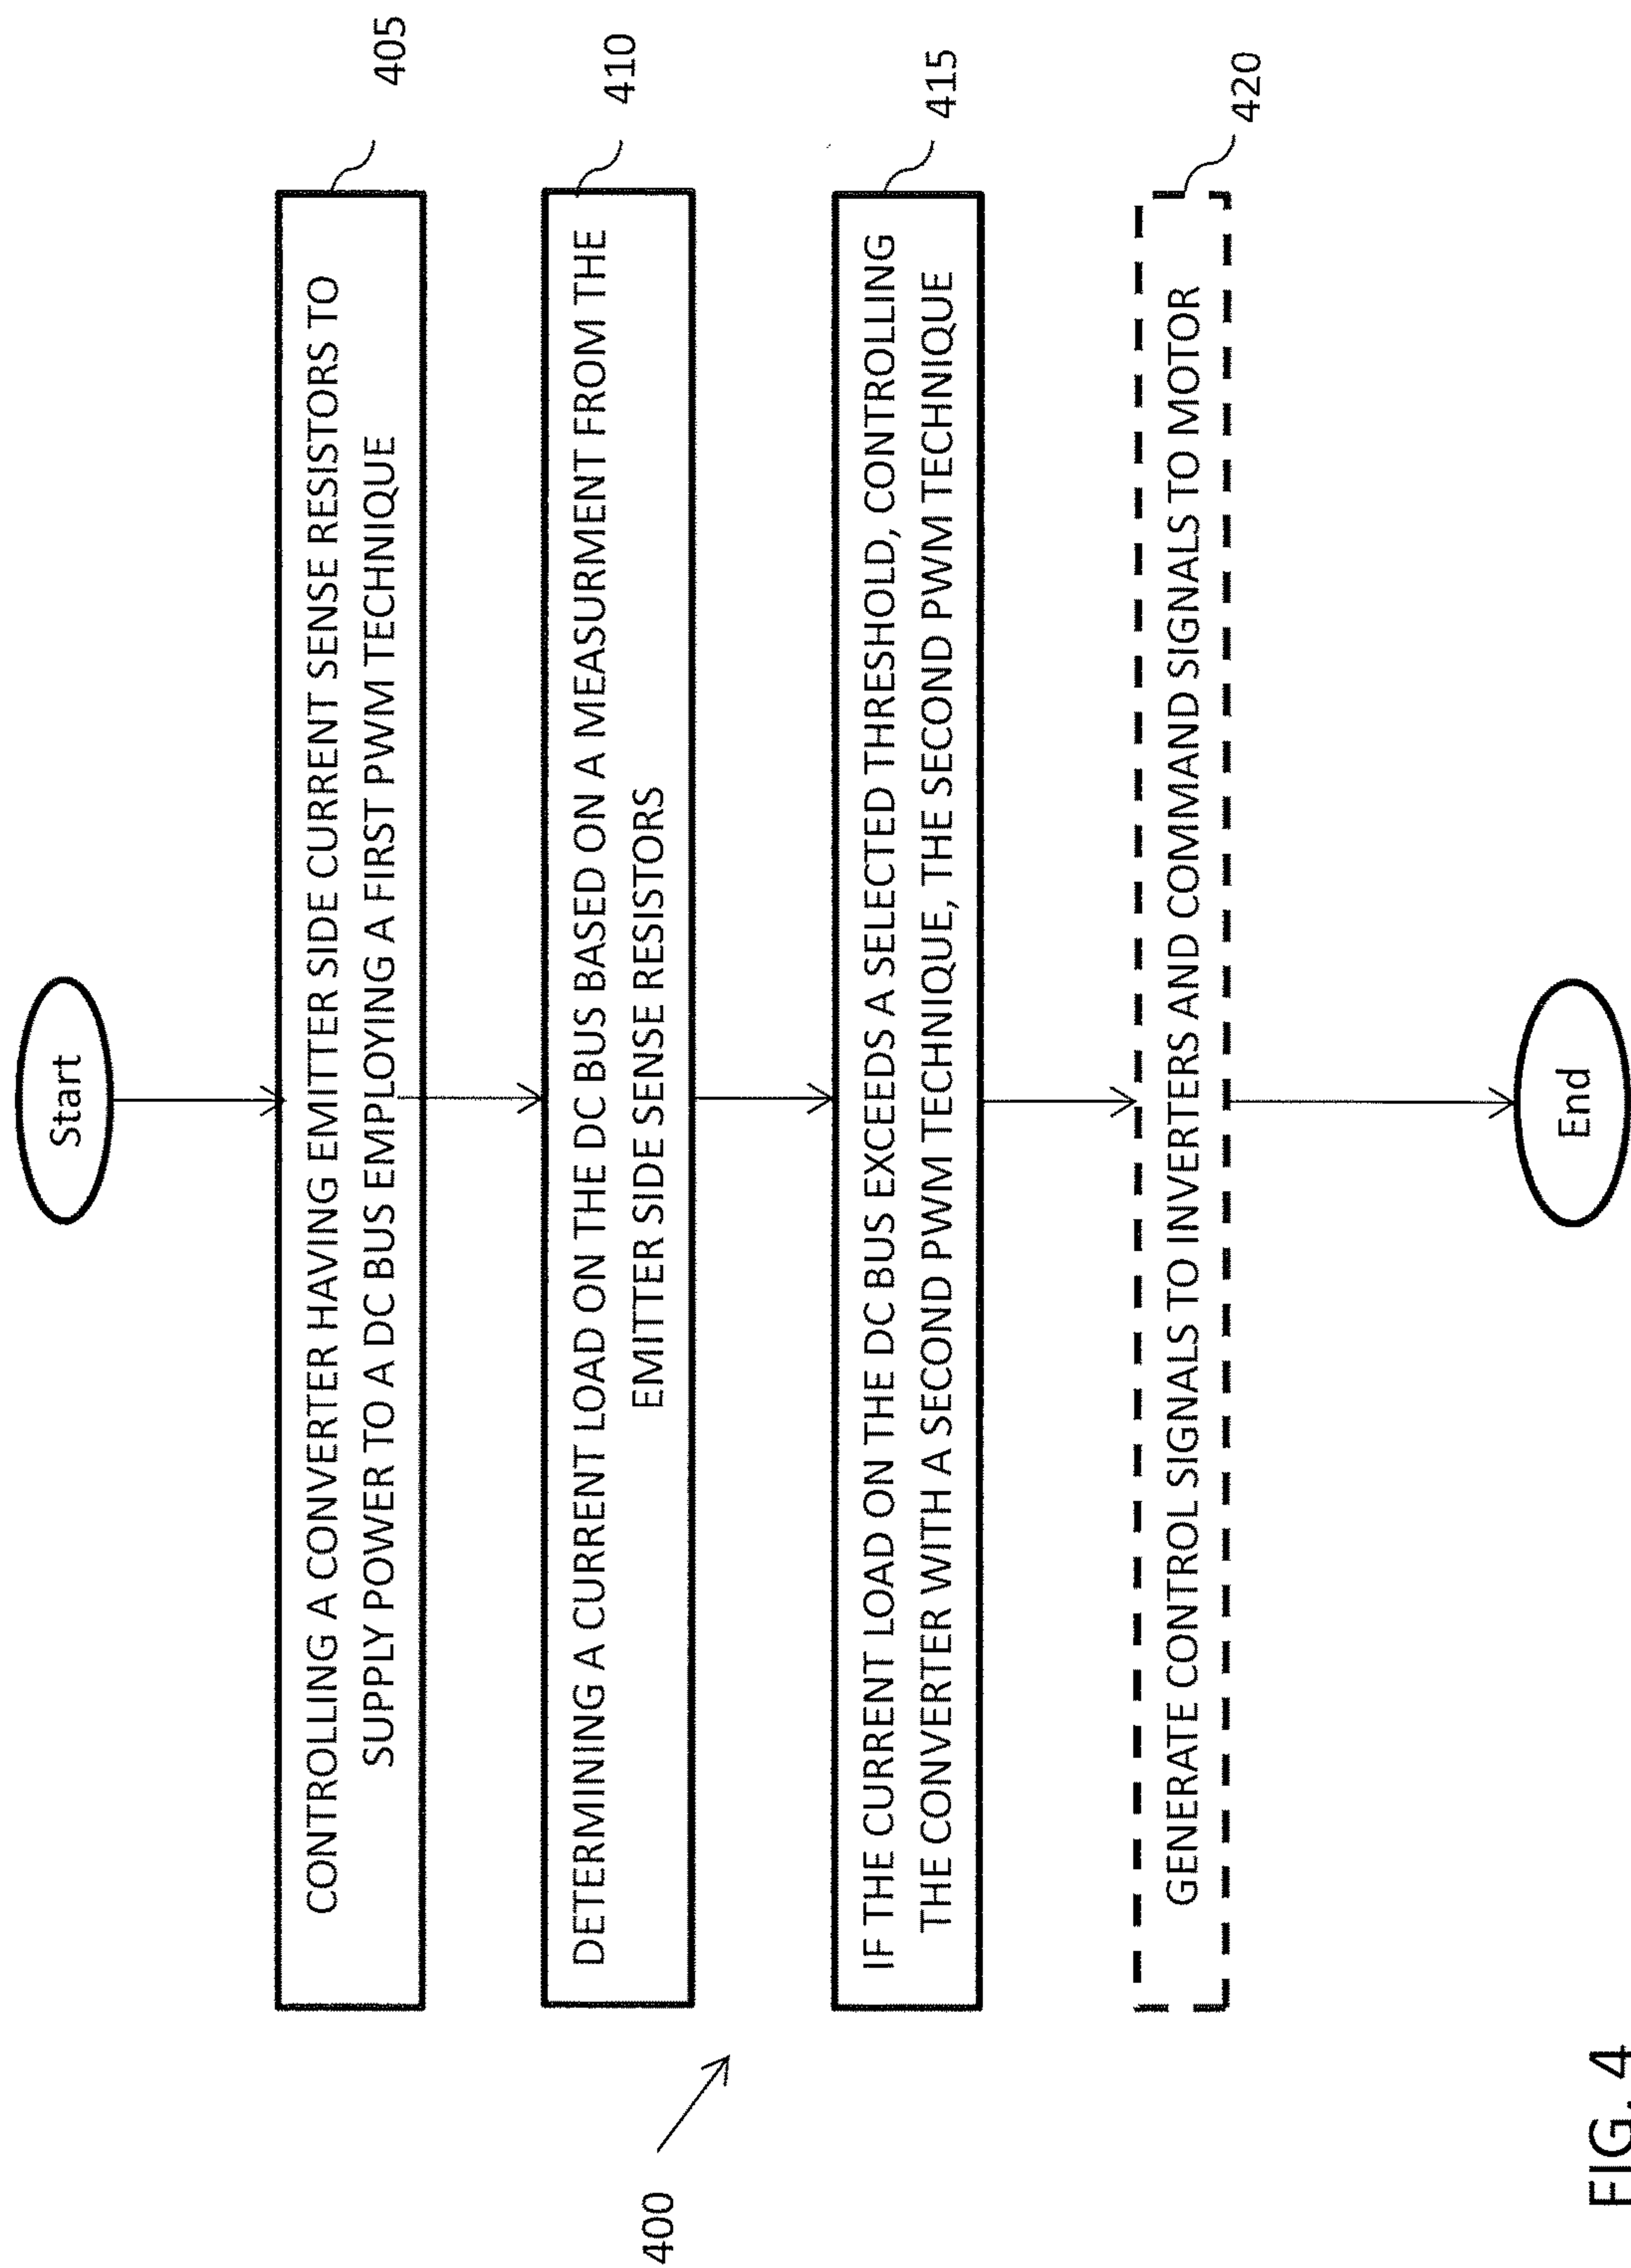 Start
405
CONTROLLING A CONVERTER HAVING EMITTER SIDE CURRENT SENSE RESISTORS TO
SUPPLY POWER TO A DC BUS EMPLOYING A FIRST PWM TECHNIQUE
410
DETERMINING A CURRENT LOAD ON THE DC BUS BASED ON A MEASURMENT FROM THE
EMITTER SIDE SENSE RESISTORS
415
IF THE CURRENT LOAD ON THE DC BUS EXCEEDS A SELECTED THRESHOLD, CONTROLLING
THE CONVERTER WITH A SECOND PWM TECHNIQUE, THE SECOND PWM TECHNIQUE
400
420
GENERATE CONTROL SIGNALS TO INVERTERS AND COMMAND SIGNALS TO MOTOR
End
FIG. 4